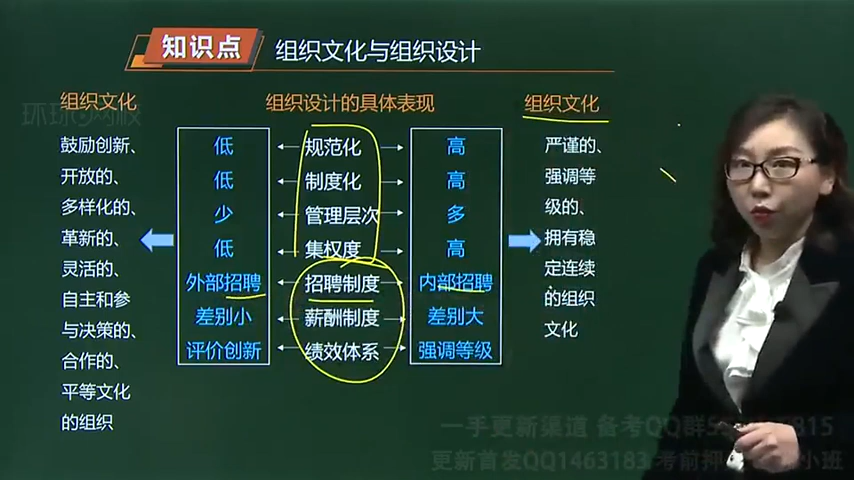 知识点
组织文化与组织设计
组织文化
组织设计的具体表现
组织文化
鼓励创新、
开放的、
多样化的、
革新的、
灵活的、
自主和参
与决策的、
合作的、
平等文化
的组织
低 规范化 高
低 制度化 高
少 管理层次 多
低 集权度 高
外部招聘 招聘制度 内部招聘
差别小 薪酬制度 差别大
评价创新 绩效体系 强调等级
严谨的、
强调等
级的、
拥有稳
定连续
的组织
文化
一手更新渠道 备考QQ群
更新首发QQ1463183 考前押
小班